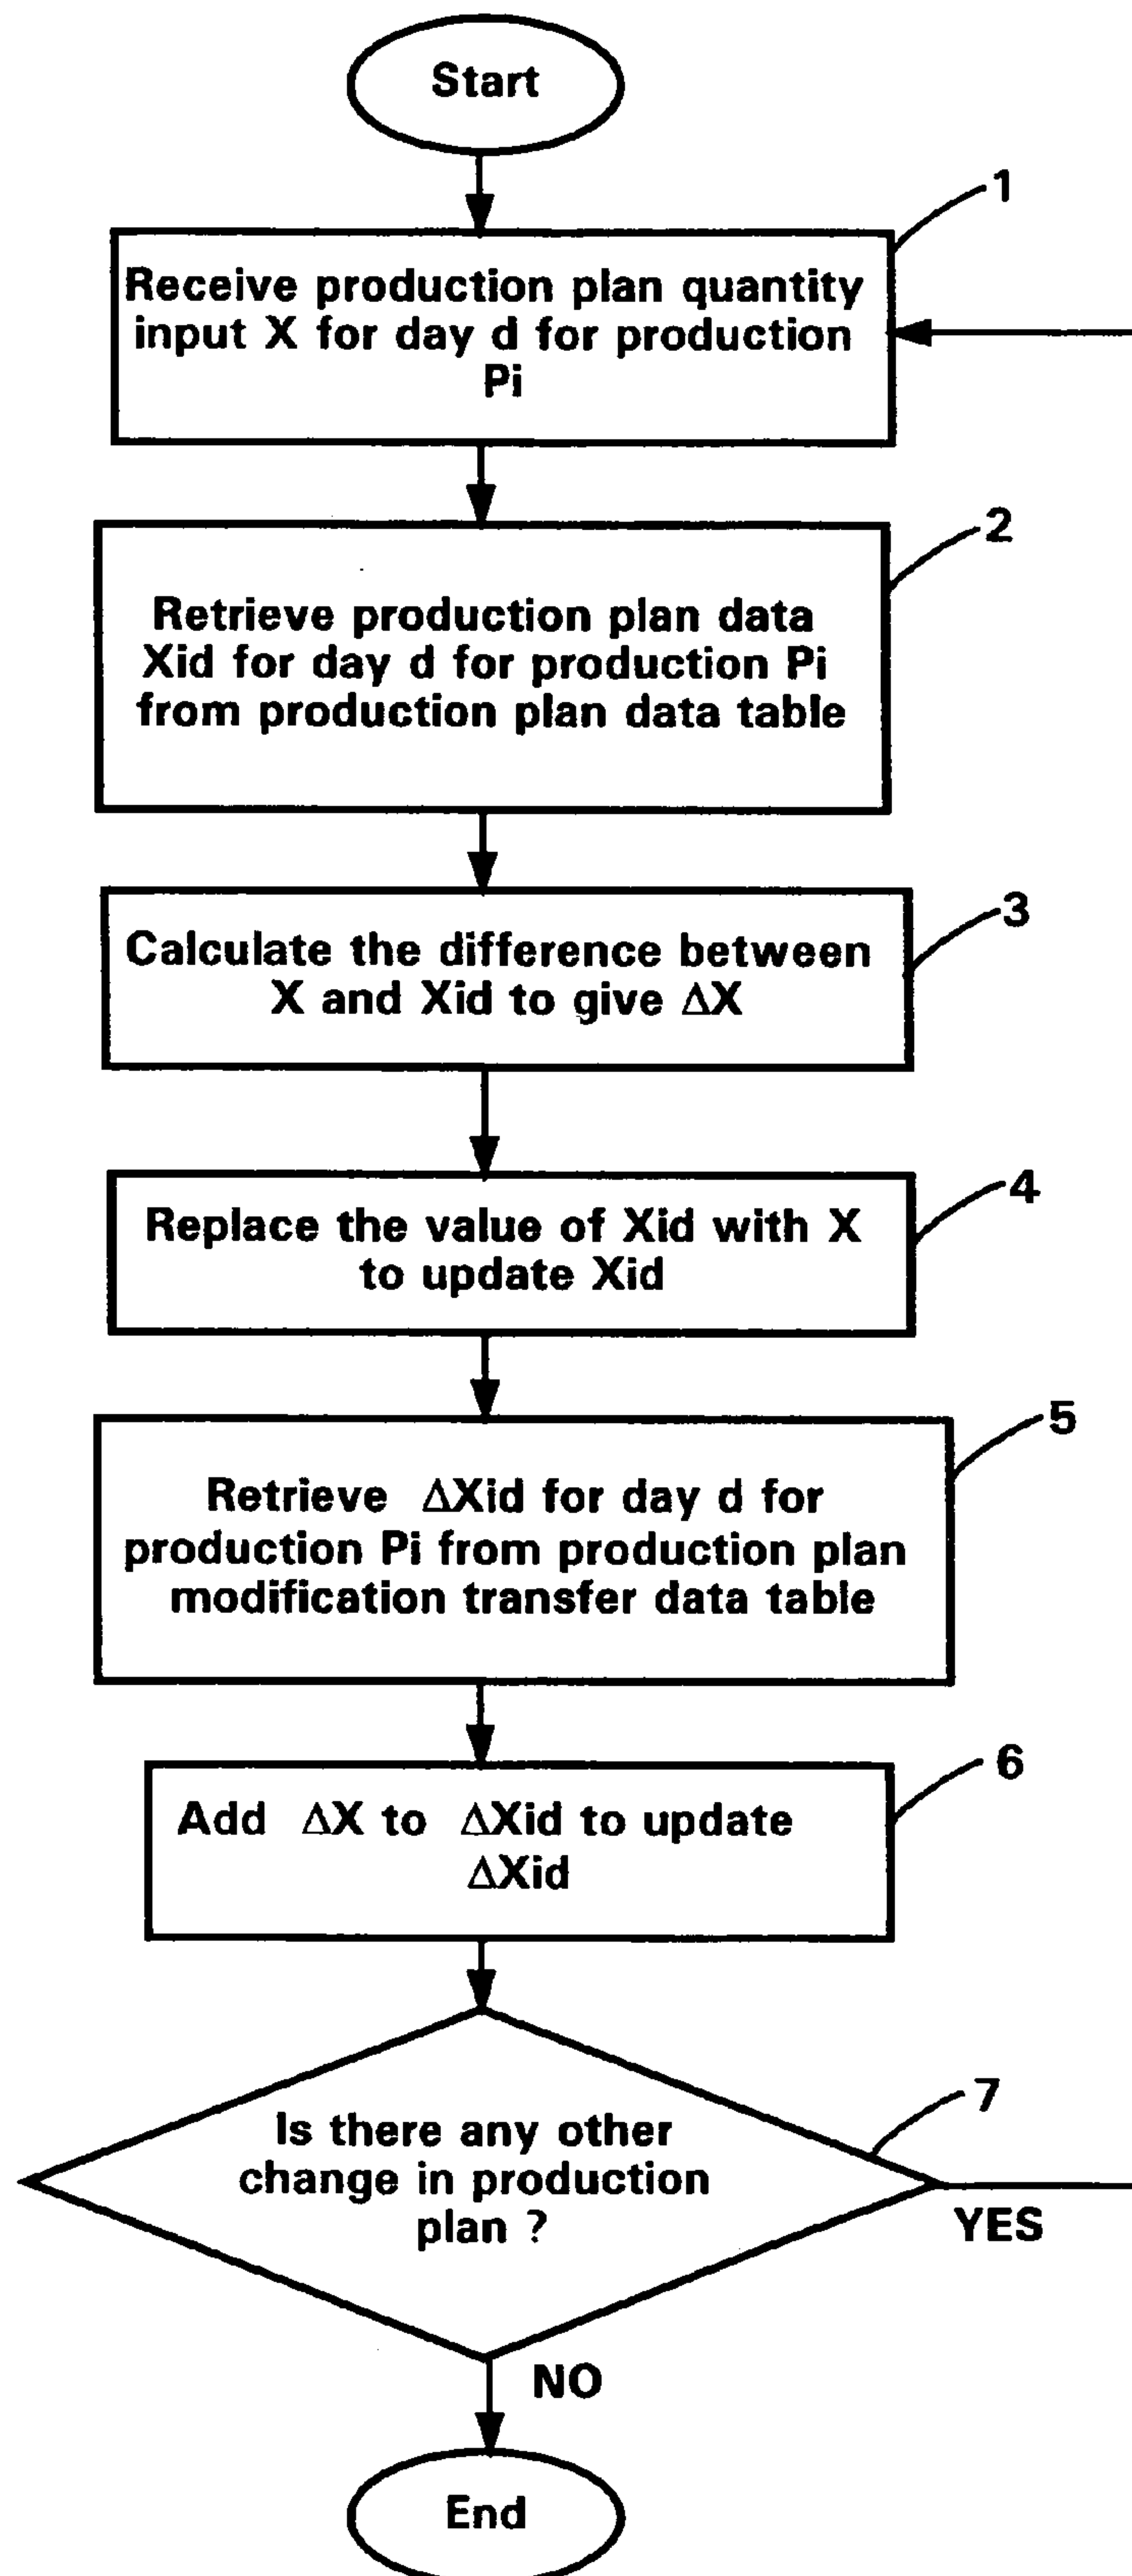 Start
1
Receive production plan quantity
input X for day d for production
Pi
2
Retrieve production plan data
Xid for day d for production Pi
from production plan data table
3
Calculate the difference between
X and Xid to give ΔX
4
Replace the value of Xid with X
to update Xid
5
Retrieve ΔXid for day d for
production Pi from production plan
modification transfer data table
6
Add ΔX to ΔXid to update
ΔXid
7
Is there any other
change in production
plan ?
YES
NO
End